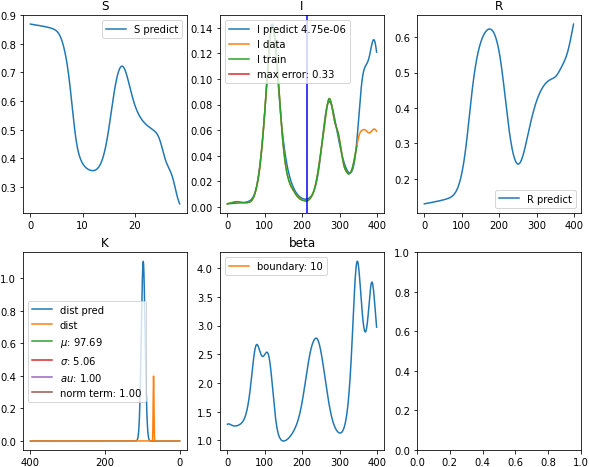 S
I
R
0.9
0.8
0.7
0.6
0.5
0.4
0.3
0 10 20
S predict
0.14
0.12
0.10
0.08
0.06
0.04
0.02
0.00
0 100 200 300 400
I predict 4.75e-06
I data
I train
max error: 0.33
0.6
0.5
0.4
0.3
0.2
0 100 200 300 400
R predict
K
beta
1.0
0.8
0.6
0.4
0.2
0.0
400 200 0
dist pred
dist
μ: 97.69
σ: 5.06
au: 1.00
norm term: 1.00
4.0
3.5
3.0
2.5
2.0
1.5
1.0
0 100 200 300 400
boundary: 10
1.0
0.8
0.6
0.4
0.2
0.0
0.0 0.2 0.4 0.6 0.8 1.0